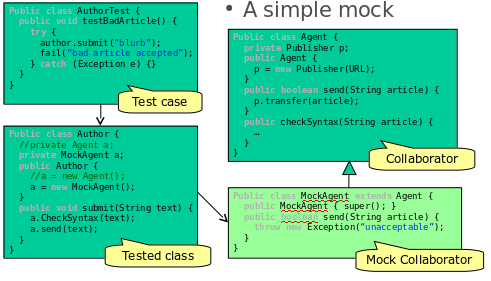 • A simple mock
Public class AuthorTest {
public void testBadArticle() {
try {
author.submit(“blurb”);
fail(“bad article accepted”);
} catch (Exception e) {}
}
}
Test case
Public class Author {
//private Agent a;
private MockAgent a;
public Author {
//a = new Agent();
a = new MockAgent();
}
public void submit(String text) {
a.CheckSyntax(text);
a.send(text);
}
}
Tested class
Public class Agent {
private Publisher p;
public Agent {
p = new Publisher(URL);
}
public boolean send(String article) {
p.transfer(article);
}
public checkSyntax(String article) {
…
}
}
Collaborator
Public class MockAgent extends Agent {
public MockAgent { super(); }
public boolean send(String article) {
throw new Exception(“unacceptable”);
}
}
Mock Collaborator